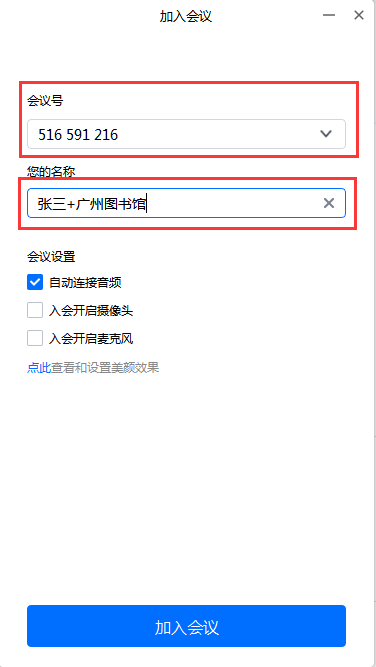 加入会议
会议号
516 591 216
您的名称
张三+广州图书馆
会议设置
自动连接音频
入会开启摄像头
入会开启麦克风
点此查看和设置美颜效果
加入会议